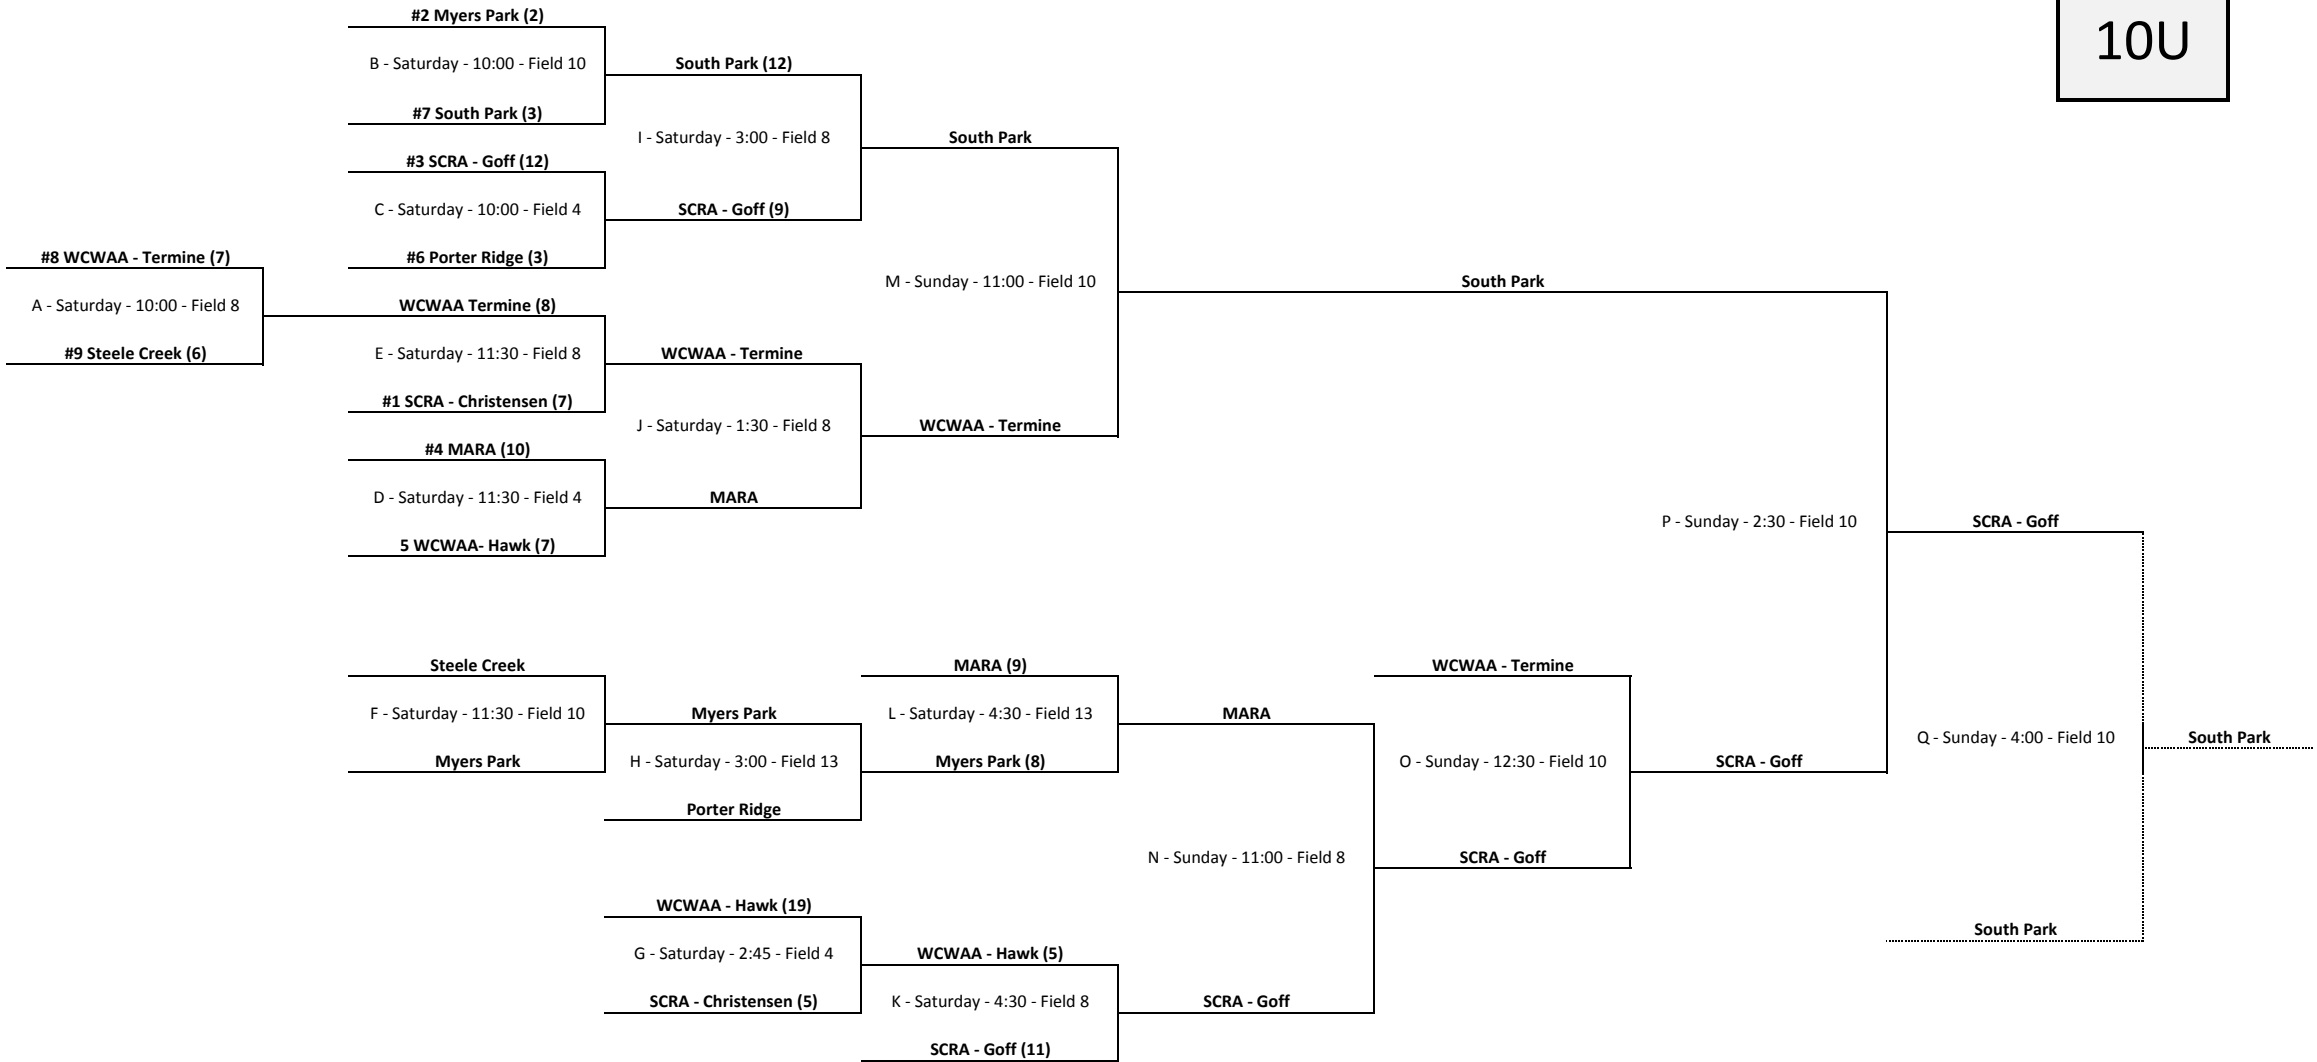 10U
#2 Myers Park (2)
B - Saturday - 10:00 - Field 10
South Park (12)
#7 South Park (3)
I - Saturday - 3:00 - Field 8
South Park
#3 SCRA - Goff (12)
C - Saturday - 10:00 - Field 4
SCRA - Goff (9)
#8 WCWAA - Termine (7)
#6 Porter Ridge (3)
M - Sunday - 11:00 - Field 10
South Park
A - Saturday - 10:00 - Field 8
WCWAA Termine (8)
#9 Steele Creek (6)
E - Saturday - 11:30 - Field 8
WCWAA - Termine
#1 SCRA - Christensen (7)
J - Saturday - 1:30 - Field 8
WCWAA - Termine
#4 MARA (10)
D - Saturday - 11:30 - Field 4
MARA
P - Sunday - 2:30 - Field 10
SCRA - Goff
5 WCWAA- Hawk (7)
Steele Creek
MARA (9)
WCWAA - Termine
F - Saturday - 11:30 - Field 10
Myers Park
L - Saturday - 4:30 - Field 13
MARA
Q - Sunday - 4:00 - Field 10
South Park
Myers Park
H - Saturday - 3:00 - Field 13
Myers Park (8)
O - Sunday - 12:30 - Field 10
SCRA - Goff
Porter Ridge
N - Sunday - 11:00 - Field 8
SCRA - Goff
WCWAA - Hawk (19)
South Park
G - Saturday - 2:45 - Field 4
WCWAA - Hawk (5)
SCRA - Christensen (5)
K - Saturday - 4:30 - Field 8
SCRA - Goff
SCRA - Goff (11)